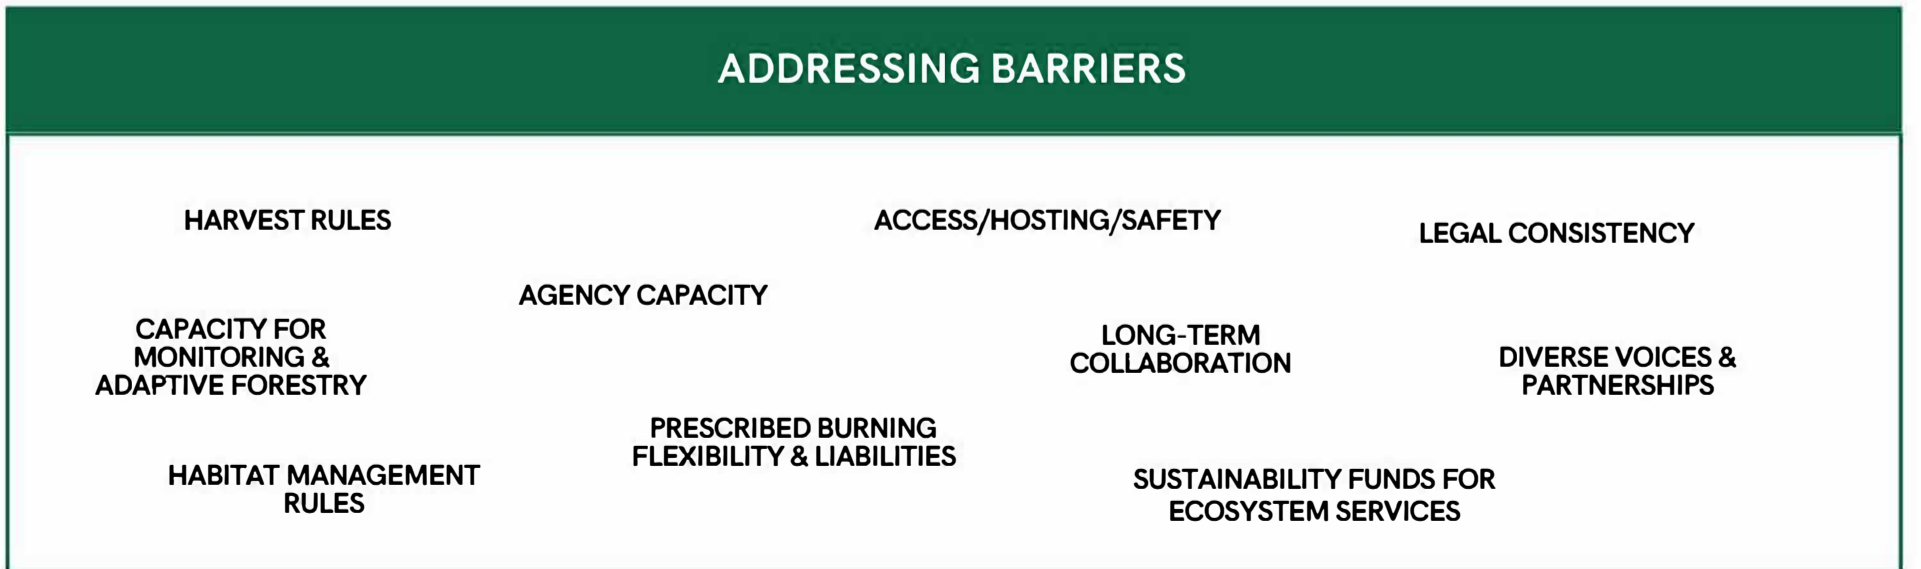 ADDRESSING BARRIERS
HARVEST RULES
ACCESS/HOSTING/SAFETY
LEGAL CONSISTENCY
AGENCY CAPACITY
CAPACITY FOR
MONITORING &
ADAPTIVE FORESTRY
LONG-TERM
COLLABORATION
DIVERSE VOICES &
PARTNERSHIPS
PRESCRIBED BURNING
FLEXIBILITY & LIABILITIES
HABITAT MANAGEMENT
RULES
SUSTAINABILITY FUNDS FOR
ECOSYSTEM SERVICES